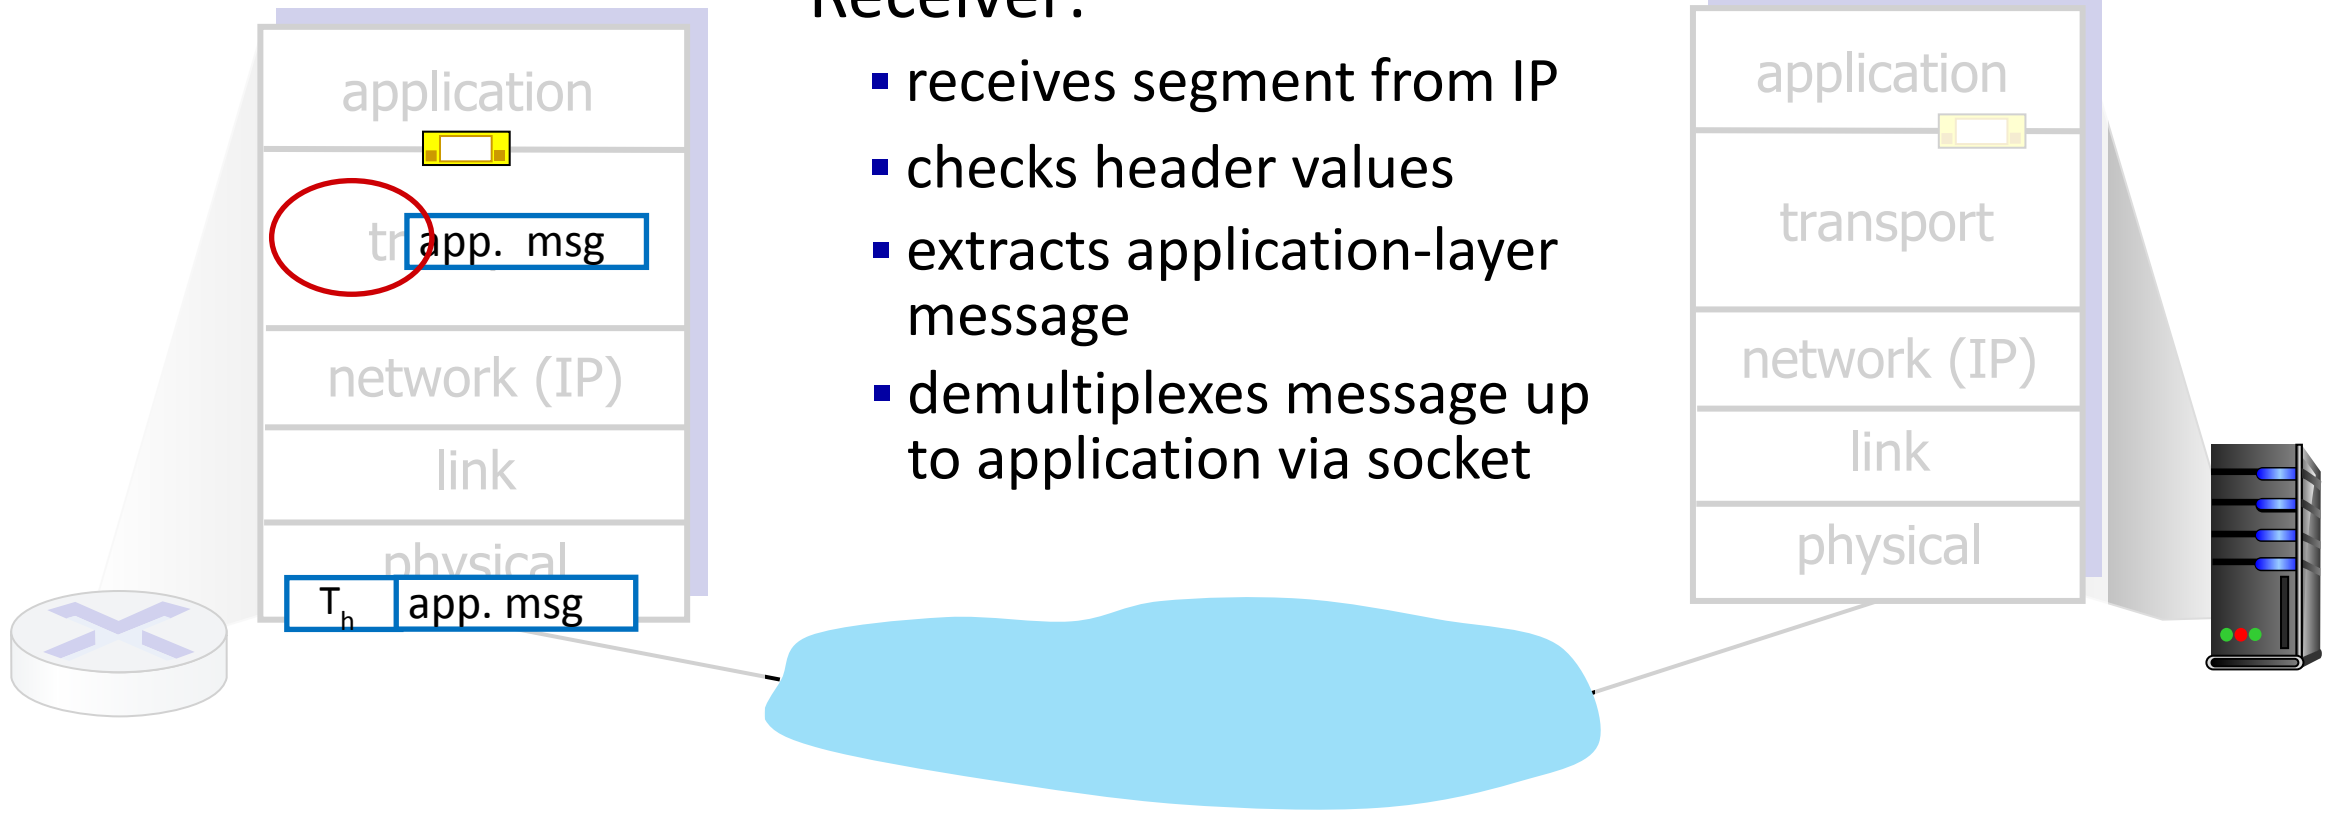 application
tr
app. msg
network (IP)
link
physical
T
h
app. msg
Receiver:
receives segment from IP
checks header values
extracts application-layer
message
demultiplexes message up
to application via socket
application
transport
network (IP)
link
physical